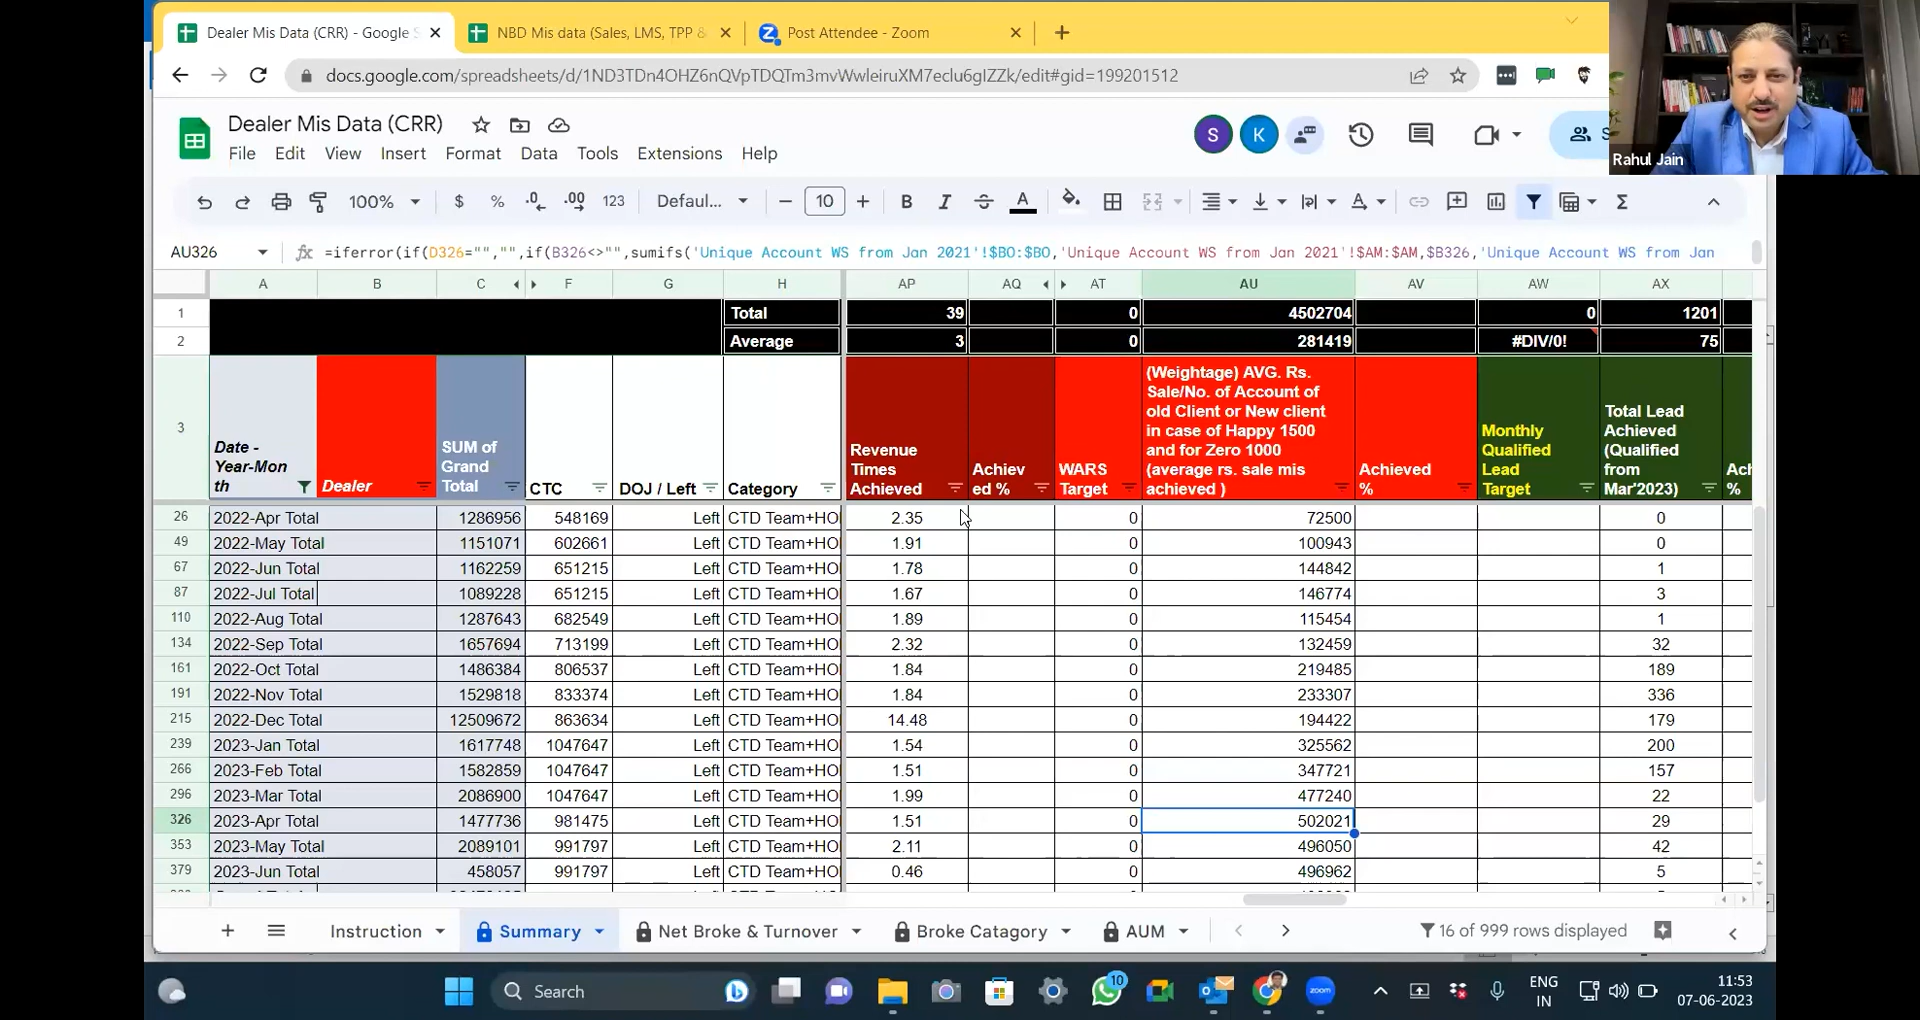 Dealer Mis Data (CRR) - Google S
NBD Mis data (Sales, LMS, TPP &
Post Attendee - Zoom
docs.google.com/spreadsheets/d/1ND3TDn4OHZ6nQVpTDQTm3mvWwleiruXM7eclu6gIZZk/edit#gid=199201512
Rahul Jain
Dealer Mis Data (CRR)
S
K
S
File Edit View Insert Format Data Tools Extensions Help
100% $ % .0 .00 123 Defaul... 10 B I A
AU326 fx =iferror(if(D326="","",if(B326<>"",sumifs('Unique Account WS from Jan 2021'!$BO:$BO,'Unique Account WS from Jan 2021'!$AM:$AM,$B326,'Unique Account WS from Jan
A B C F G H AP AQ AT AU AV AW AX
1 Total 39 0 4502704 0 1201
2 Average 3 0 281419 #DIV/0! 75
3
Date - Year-Mon th
Dealer
SUM of Grand Total
CTC
DOJ / Left
Category
Revenue Times Achieved
Achiev ed %
WARS Target
(Weightage) AVG. Rs. Sale/No. of Account of old Client or New client in case of Happy 1500 and for Zero 1000 (average rs. sale mis achieved )
Achieved %
Monthly Qualified Lead Target
Total Lead Achieved (Qualified from Mar'2023)
Ach %
26 2022-Apr Total 1286956 548169 Left CTD Team+HO 2.35 0 72500 0
49 2022-May Total 1151071 602661 Left CTD Team+HO 1.91 0 100943 0
67 2022-Jun Total 1162259 651215 Left CTD Team+HO 1.78 0 144842 1
87 2022-Jul Total 1089228 651215 Left CTD Team+HO 1.67 0 146774 3
110 2022-Aug Total 1287643 682549 Left CTD Team+HO 1.89 0 115454 1
134 2022-Sep Total 1657694 713199 Left CTD Team+HO 2.32 0 132459 32
161 2022-Oct Total 1486384 806537 Left CTD Team+HO 1.84 0 219485 189
191 2022-Nov Total 1529818 833374 Left CTD Team+HO 1.84 0 233307 336
215 2022-Dec Total 12509672 863634 Left CTD Team+HO 14.48 0 194422 179
239 2023-Jan Total 1617748 1047647 Left CTD Team+HO 1.54 0 325562 200
266 2023-Feb Total 1582859 1047647 Left CTD Team+HO 1.51 0 347721 157
296 2023-Mar Total 2086900 1047647 Left CTD Team+HO 1.99 0 477240 22
326 2023-Apr Total 1477736 981475 Left CTD Team+HO 1.51 0 502021 29
353 2023-May Total 2089101 991797 Left CTD Team+HO 2.11 0 496050 42
379 2023-Jun Total 458057 991797 Left CTD Team+HO 0.46 0 496962 5
Instruction Summary Net Broke & Turnover Broke Catagory AUM 16 of 999 rows displayed
Search
10
zoom
ENG
IN
11:53
07-06-2023